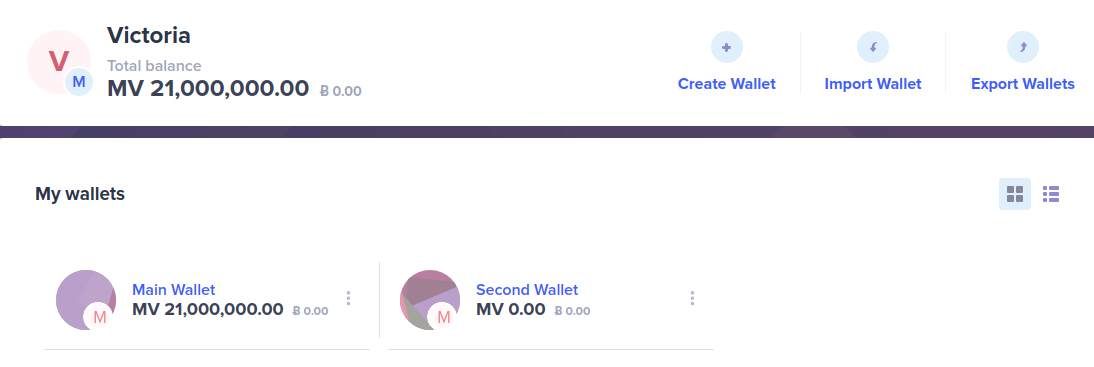 V
M
Victoria
Total balance
MV 21,000,000.00 Ƀ 0.00
Create Wallet
Import Wallet
Export Wallets
My wallets
M
Main Wallet
MV 21,000,000.00 Ƀ 0.00
M
Second Wallet
MV 0.00 Ƀ 0.00